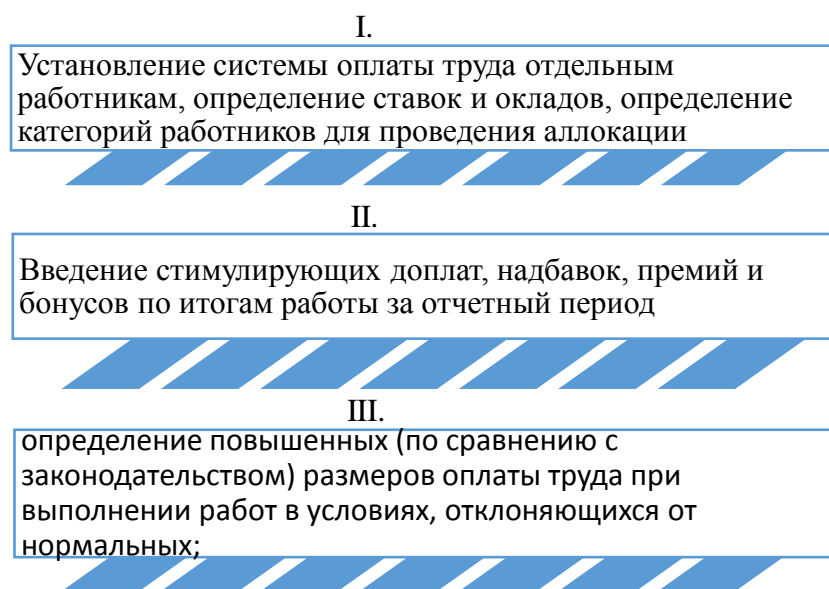 I.
Установление системы оплаты труда отдельным
работникам, определение ставок и окладов, определение
категорий работников для проведения аллокации
II.
Введение стимулирующих доплат, надбавок, премий и
бонусов по итогам работы за отчетный период
III.
определение повышенных (по сравнению с
законодательством) размеров оплаты труда при
выполнении работ в условиях, отклоняющихся от
нормальных;